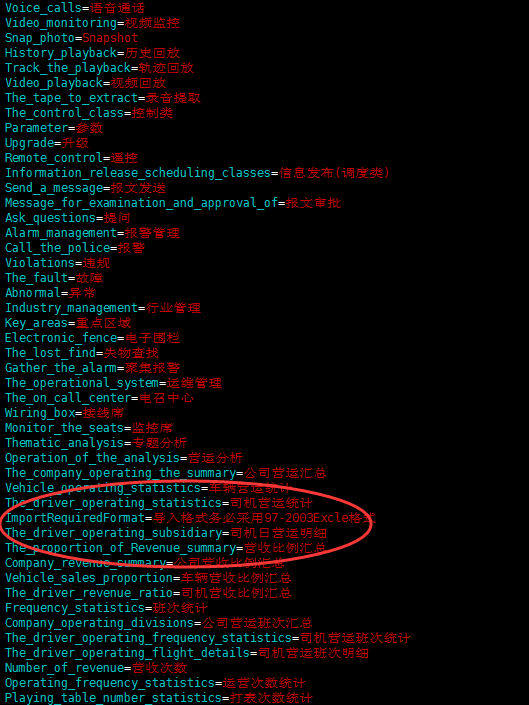 Voice_calls=语音通话
Video_monitoring=视频监控
Snap_photo=Snapshot
History_playback=历史回放
Track_the_playback=轨迹回放
Video_playback=视频回放
The_tape_to_extract=录音提取
The_control_class=控制类
Parameter=参数
Upgrade=升级
Remote_control=遥控
Information_release_scheduling_classes=信息发布(调度类)
Send_a_message=报文发送
Message_for_examination_and_approval_of=报文审批
Ask_questions=提问
Alarm_management=报警管理
Call_the_police=报警
Violations=违规
The_fault=故障
Abnormal=异常
Industry_management=行业管理
Key_areas=重点区域
Electronic_fence=电子围栏
The_lost_find=失物查找
Gather_the_alarm=聚集报警
The_operational_system=运维管理
The_on_call_center=电召中心
Wiring_box=接线席
Monitor_the_seats=监控席
Thematic_analysis=专题分析
Operation_of_the_analysis=营运分析
The_company_operating_the_summary=公司营运汇总
Vehicle_operating_statistics=车辆营运统计
The_driver_operating_statistics=司机营运统计
ImportRequiredFormat=导入格式务必采用97-2003Excle格式
The_driver_operating_subsidiary=司机日营运明细
The_proportion_of_Revenue_summary=营收比例汇总
Company_revenue_summary=公司营收比例汇总
Vehicle_sales_proportion=车辆营收比例汇总
The_driver_revenue_ratio=司机营收比例汇总
Frequency_statistics=班次统计
Company_operating_divisions=公司营运班次汇总
The_driver_operating_frequency_statistics=司机营运班次统计
The_driver_operating_flight_details=司机营运班次明细
Number_of_revenue=营收次数
Operating_frequency_statistics=运营次数统计
Playing_table_number_statistics=打表次数统计